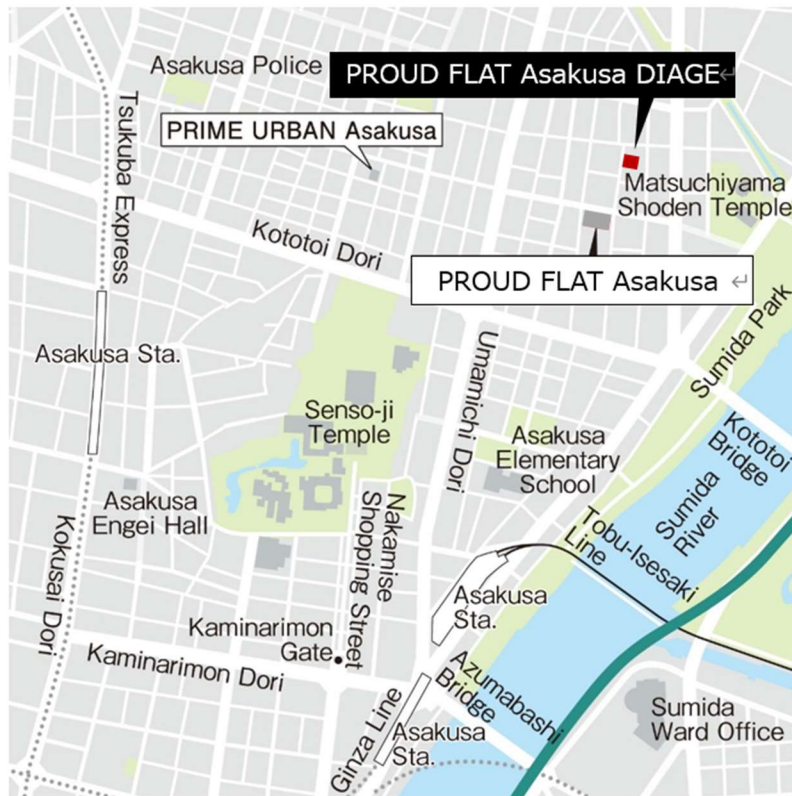 Asakusa Police
PROUD FLAT Asakusa DIAGE↵
PRIME URBAN Asakusa
Tsukuba Express
Matsuchiyama
Shoden Temple
Kototoi Dori
PROUD FLAT Asakusa ↵
Asakusa Sta.
Umamichi Dori
Sumida Park
Senso-ji
Temple
Asakusa
Elementary
School
Kototoi
Bridge
Sumida
River
Asakusa
Engei Hall
Nakamise
Shopping Street
Tobu-Isesaki
Line
Kokusai Dori
Asakusa
Sta.
Kaminarimon
Gate
Kaminarimon Dori
Azumabashi
Bridge
Ginza Line
Asakusa
Sta.
Sumida
Ward Office